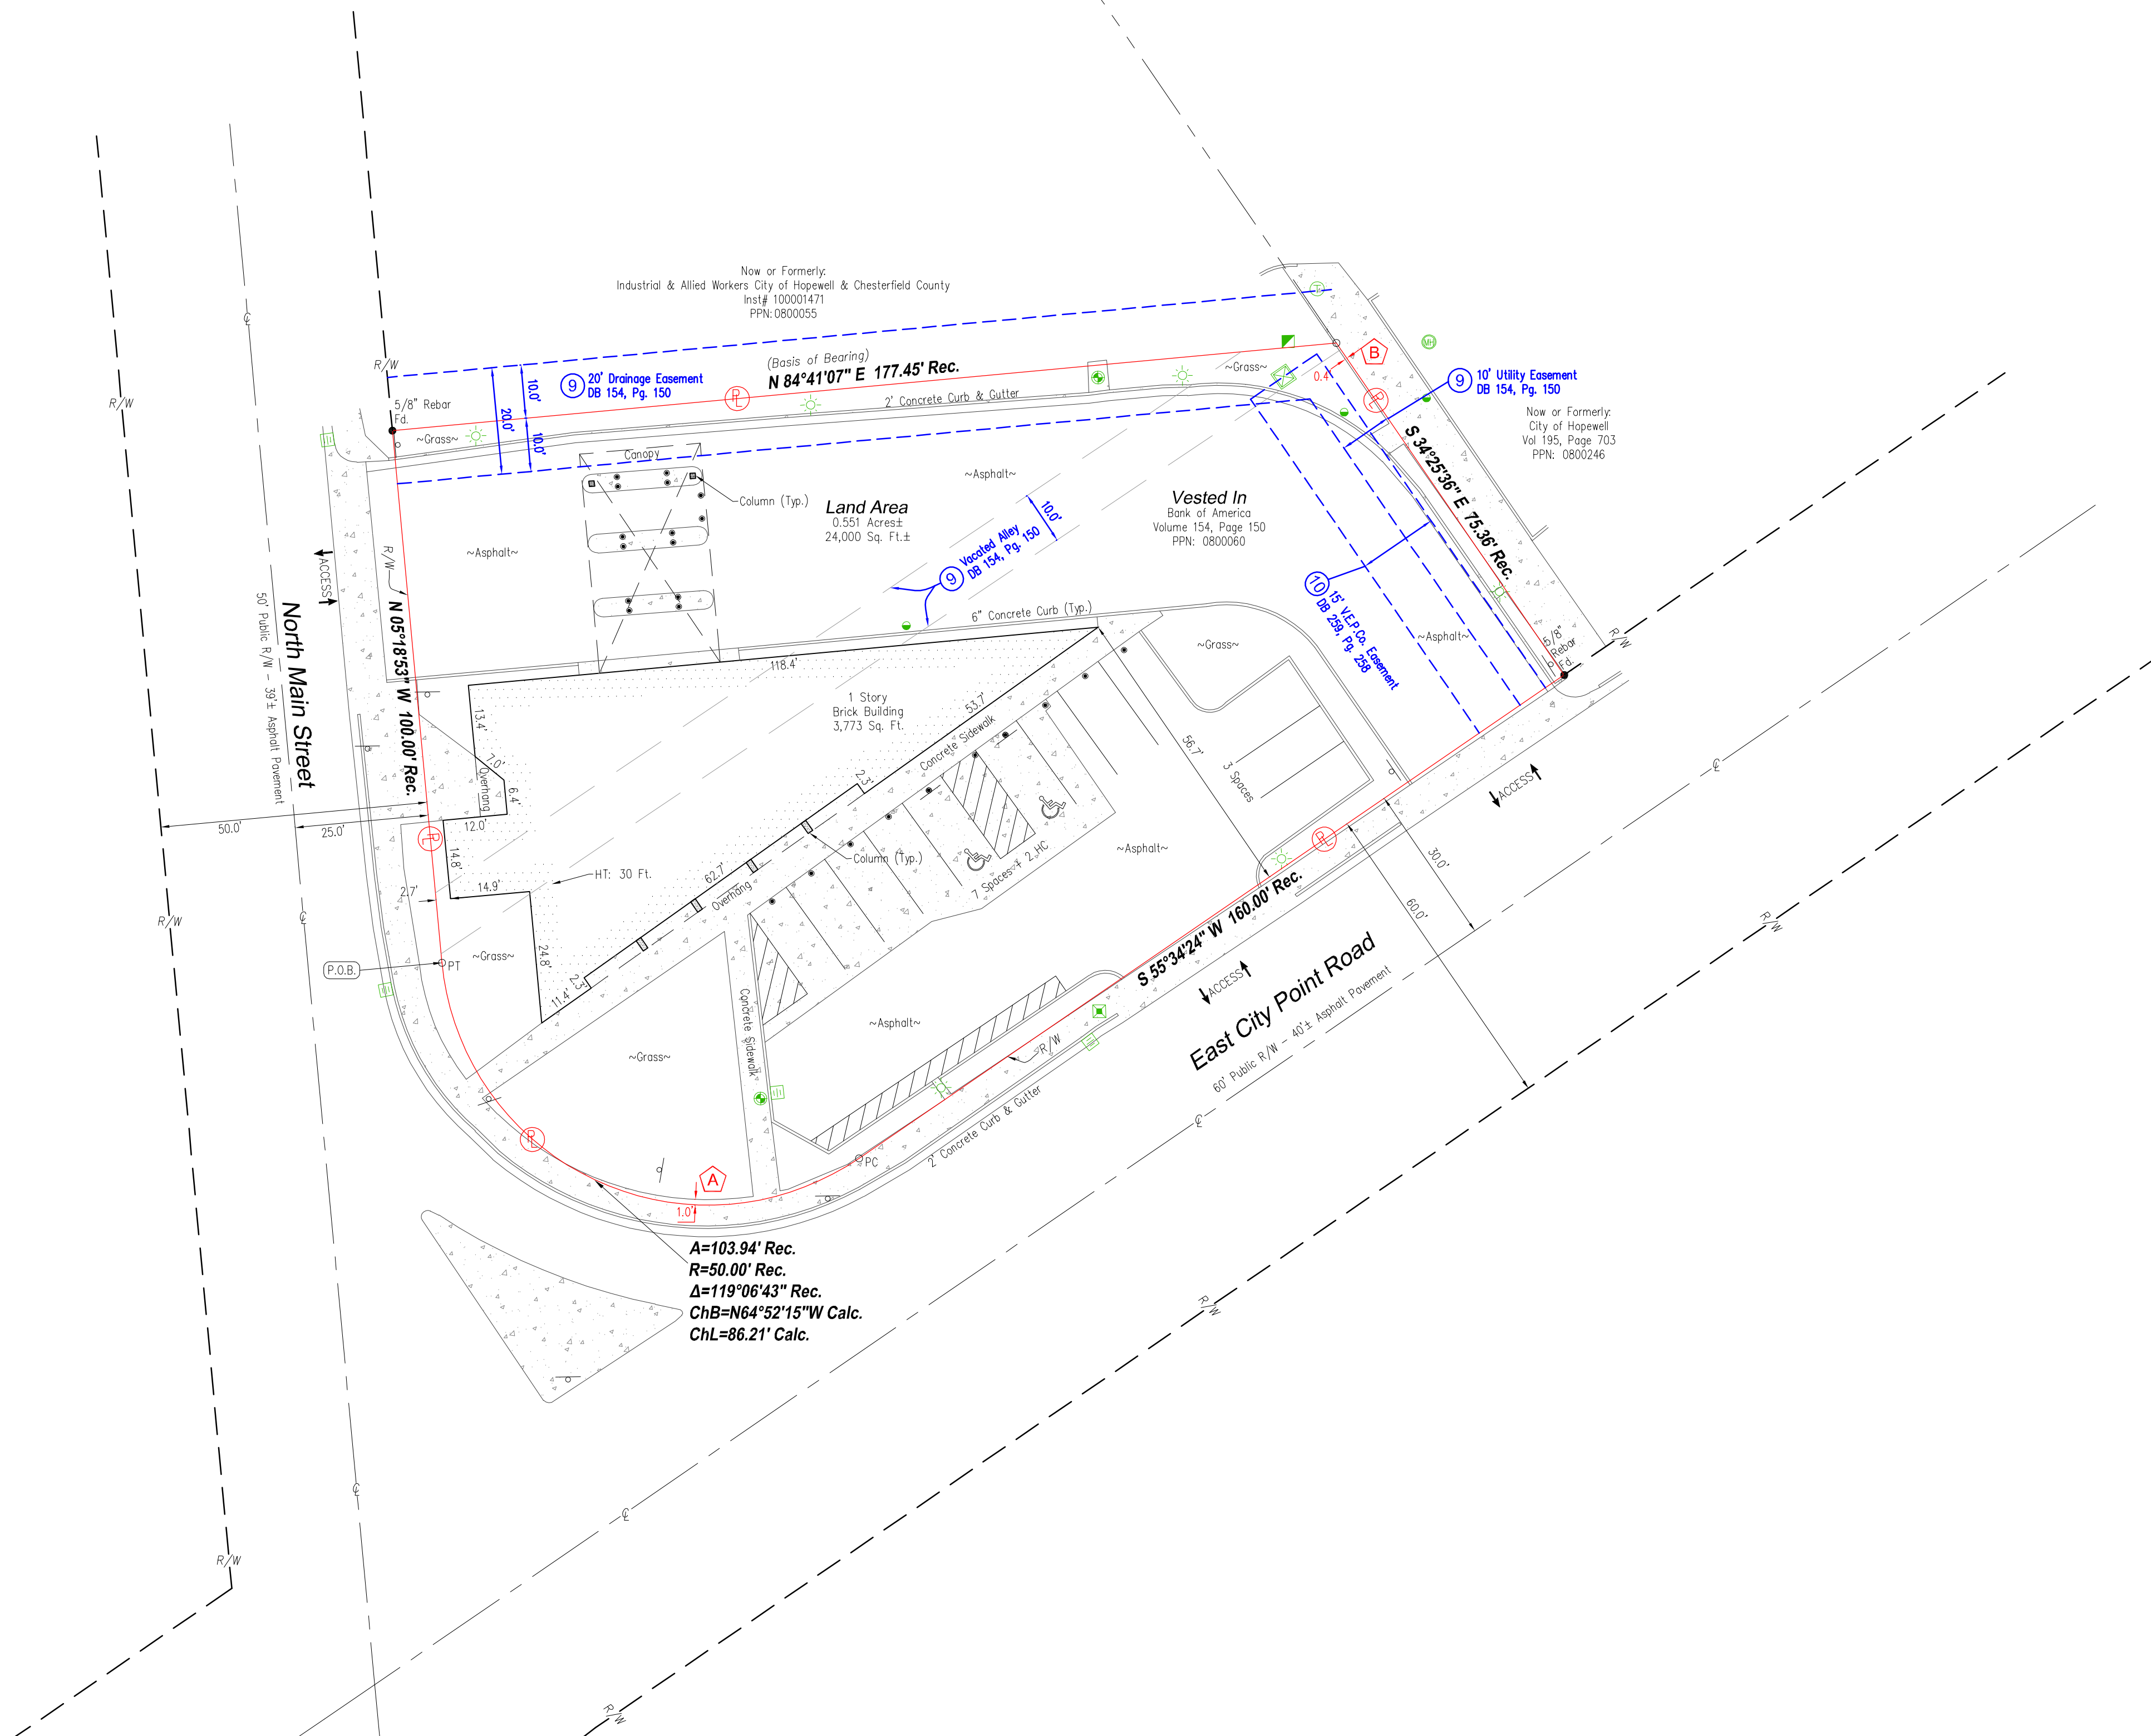 Now or Formerly:
Industrial & Allied Workers City of Hopewell & Chesterfield County
Inst# 100001471
PPN: 0800055
(Basis of Bearing)
N 84°41'07" E 177.45' Rec.
R/W
R/W
℄
9
20' Drainage Easement
DB 154, Pg. 150
10.0'
20.0'
10.0'
5/8" Rebar
Fd.
~Grass~
PL
2' Concrete Curb & Gutter
~Grass~
0.4'
B
PL
MH
9
10' Utility Easement
DB 154, Pg. 150
Now or Formerly:
City of Hopewell
Vol 195, Page 703
PPN: 0800246
S 34°25'36" E 75.36' Rec.
Canopy
Column (Typ.)
~Asphalt~
Land Area
0.551 Acres±
24,000 Sq. Ft.±
~Asphalt~
Vested In
Bank of America
Volume 154, Page 150
PPN: 0800060
10.0'
9
Vacated Alley
DB 154, Pg. 150
10
15' V.E.P.Co. Easement
DB 259, Pg. 258
~Asphalt~
5/8"
Rebar
Fd.
R/W
ACCESS
R/W
N 05°18'53" W 100.00' Rec.
North Main Street
50' Public R/W - 39'± Asphalt Pavement
6" Concrete Curb (Typ.)
~Grass~
118.4'
1 Story
Brick Building
3,773 Sq. Ft.
53.7'
Concrete Sidewalk
56.7'
3 Spaces
13.4'
7.0'
Overhang
6.4'
12.0'
14.8'
14.9'
2.7'
50.0'
25.0'
PL
HT: 30 Ft.
2.3'
Column (Typ.)
62.7'
Overhang
7 Spaces + 2 HC
~Asphalt~
PL
30.0'
60.0'
ACCESS
℄
R/W
R/W
℄
24.8'
~Grass~
P.O.B.
PT
11.4'
2.3'
Concrete Sidewalk
~Asphalt~
~Grass~
S 55°34'24" W 160.00' Rec.
ACCESS
R/W
East City Point Road
60' Public R/W - 40'± Asphalt Pavement
2' Concrete Curb & Gutter
℄
PL
PC
A
1.0'
A=103.94' Rec.
R=50.00' Rec.
Δ=119°06'43" Rec.
ChB=N64°52'15"W Calc.
ChL=86.21' Calc.
R/W
℄
℄
R/W
R/W